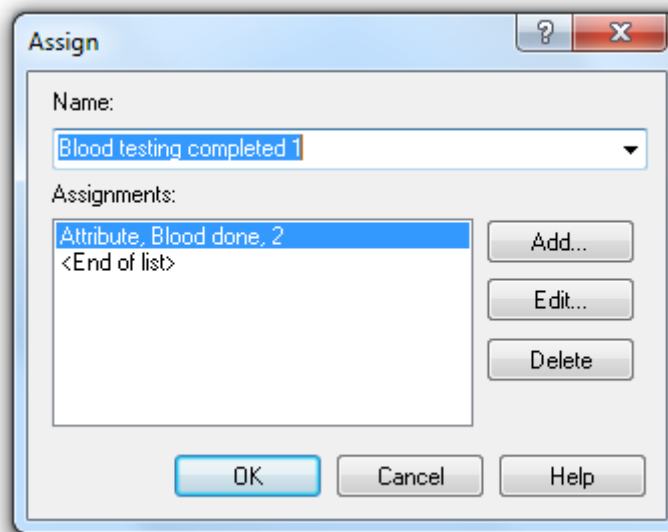 Assign
Name:
Blood testing completed 1
Assignments:
Attribute, Blood done, 2
<End of list>
Add...
Edit...
Delete
OK
Cancel
Help